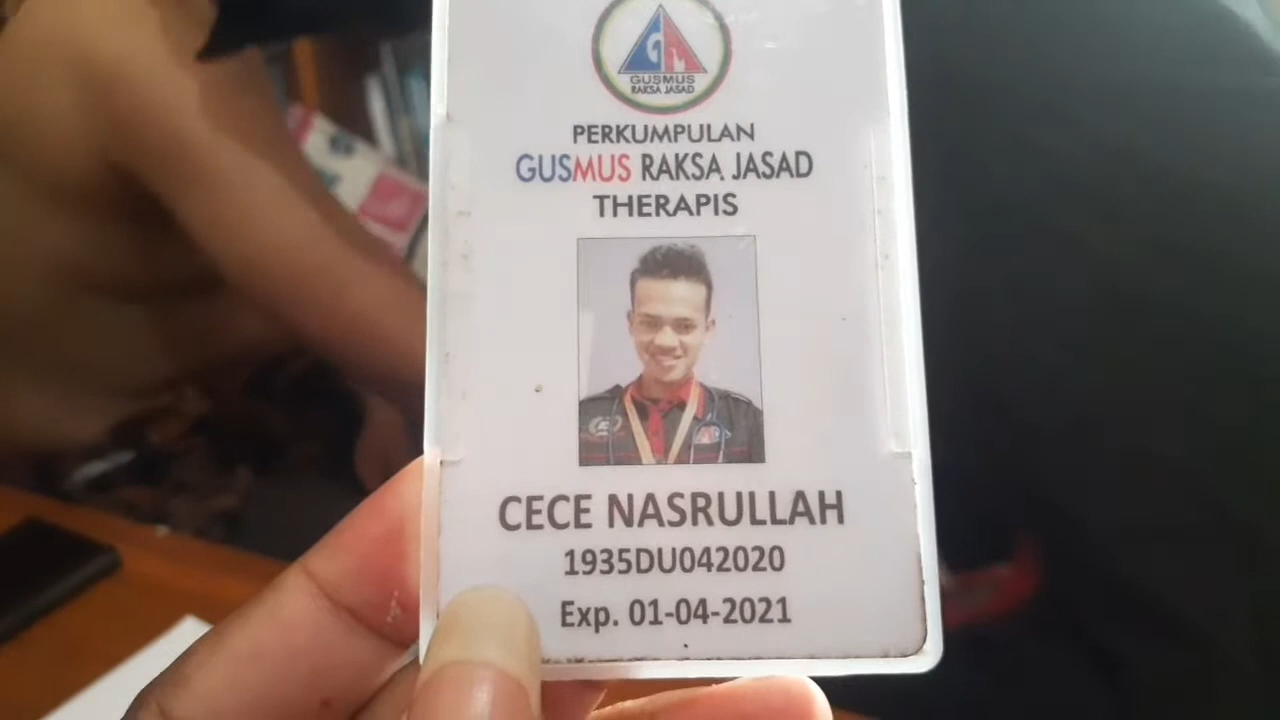 GUSMUS
RAKSA JASAD
PERKUMPULAN
GUSMUS RAKSA JASAD
THERAPIS
CECE NASRULLAH
1935DU042020
Exp. 01-04-2021